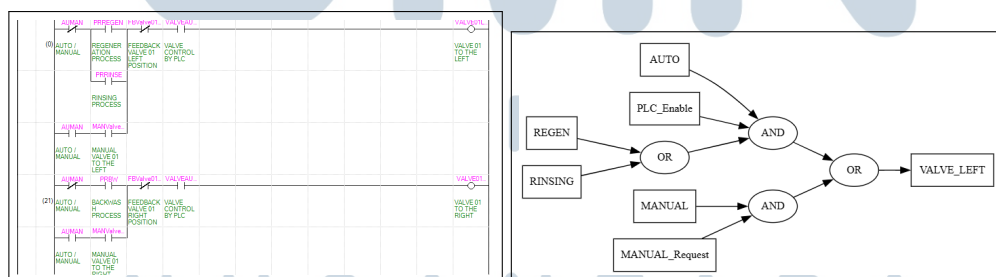 AUMAN PRREGEN FBValve01.. VALVEAU.. VALVE01L..
(0) AUTO / MANUAL REGENER ATION PROCESS FEEDBACK VALVE 01 LEFT POSITION VALVE CONTROL BY PLC VALVE 01 TO THE LEFT
PRRINSE
RINSING PROCESS
AUMAN MANValve..
AUTO / MANUAL MANUAL VALVE 01 TO THE LEFT
AUMAN PRBW FBValve01.. VALVEAU.. VALVE01..
(21) AUTO / MANUAL BACKWAS H PROCESS FEEDBACK VALVE 01 RIGHT POSITION VALVE CONTROL BY PLC VALVE 01 TO THE RIGHT
AUMAN MANValve..
AUTO / MANUAL MANUAL VALVE 01 TO THE RIGHT
AUTO
PLC_Enable
REGEN
AND
OR
RINSING
OR
VALVE_LEFT
MANUAL
AND
MANUAL_Request